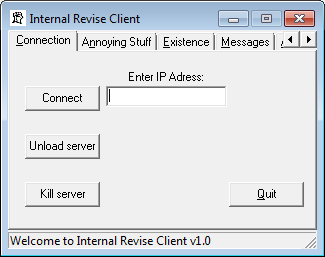 Internal Revise Client
Connection Annoying Stuff Existence Messages
Enter IP Adress:
Connect
Unload server
Kill server Quit
Welcome to Internal Revise Client v1.0